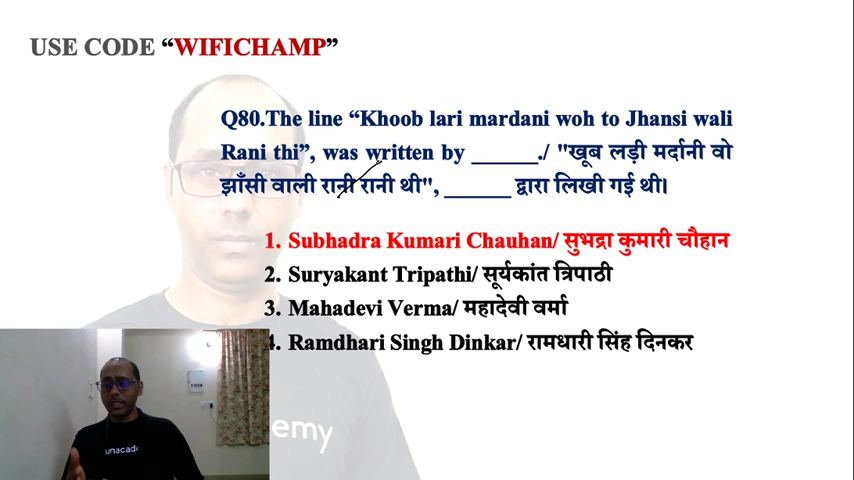 USE CODE “WIFICHAMP”
Q80.The line “Khoob lari mardani woh to Jhansi wali
Rani thi”, was written by ______./ "खूब लड़ी मर्दानी वो
झाँसी वाली रानी रानी थी", ______ द्वारा लिखी गई थी।
1. Subhadra Kumari Chauhan/ सुभद्रा कुमारी चौहान
2. Suryakant Tripathi/ सूर्यकांत त्रिपाठी
3. Mahadevi Verma/ महादेवी वर्मा
4. Ramdhari Singh Dinkar/ रामधारी सिंह दिनकर